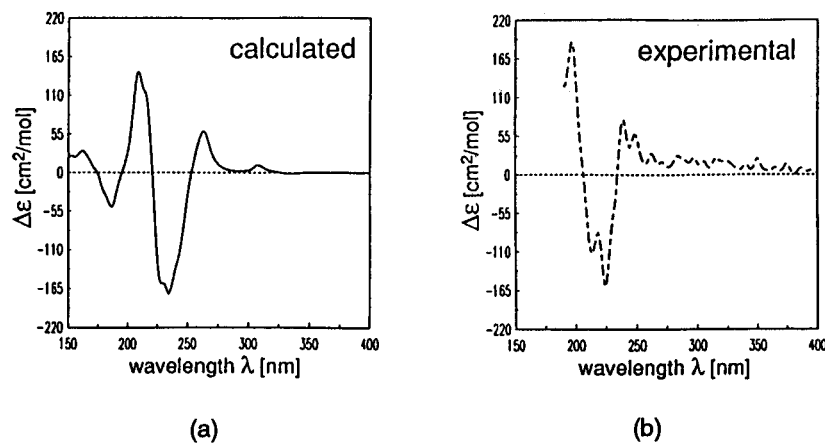 calculated
220
165
110
55
0
-55
-110
-165
-220
Δε [cm²/mol]
150 200 250 300 350 400
wavelength λ [nm]
(a)
experimental
220
165
110
55
0
-55
-110
-165
-220
Δε [cm²/mol]
150 200 250 300 350 400
wavelength λ [nm]
(b)